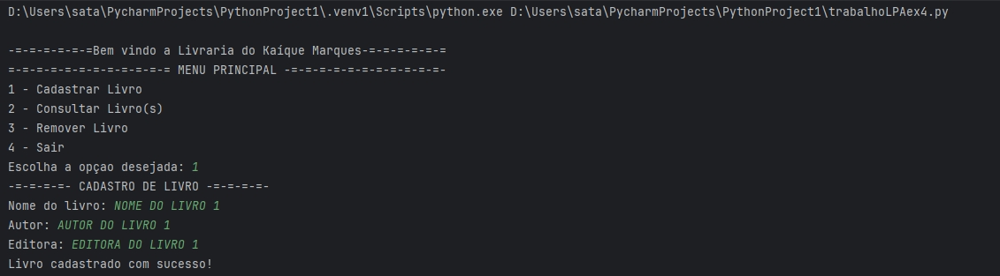 D:\Users\sata\PycharmProjects\PythonProject1\.venv1\Scripts\python.exe D:\Users\sata\PycharmProjects\PythonProject1\trabalhoLPAex4.py
-=-=-=-=-=-=Bem vindo a Livraria do Kaíque Marques-=-=-=-=-=-=
=-=-=-=-=-=-=-=-=-=-=-= MENU PRINCIPAL -=-=-=-=-=-=-=-=-=-=-=-
1 - Cadastrar Livro
2 - Consultar Livro(s)
3 - Remover Livro
4 - Sair
Escolha a opçao desejada: 1
-=-=-=-=- CADASTRO DE LIVRO -=-=-=-=-
Nome do livro: NOME DO LIVRO 1
Autor: AUTOR DO LIVRO 1
Editora: EDITORA DO LIVRO 1
Livro cadastrado com sucesso!